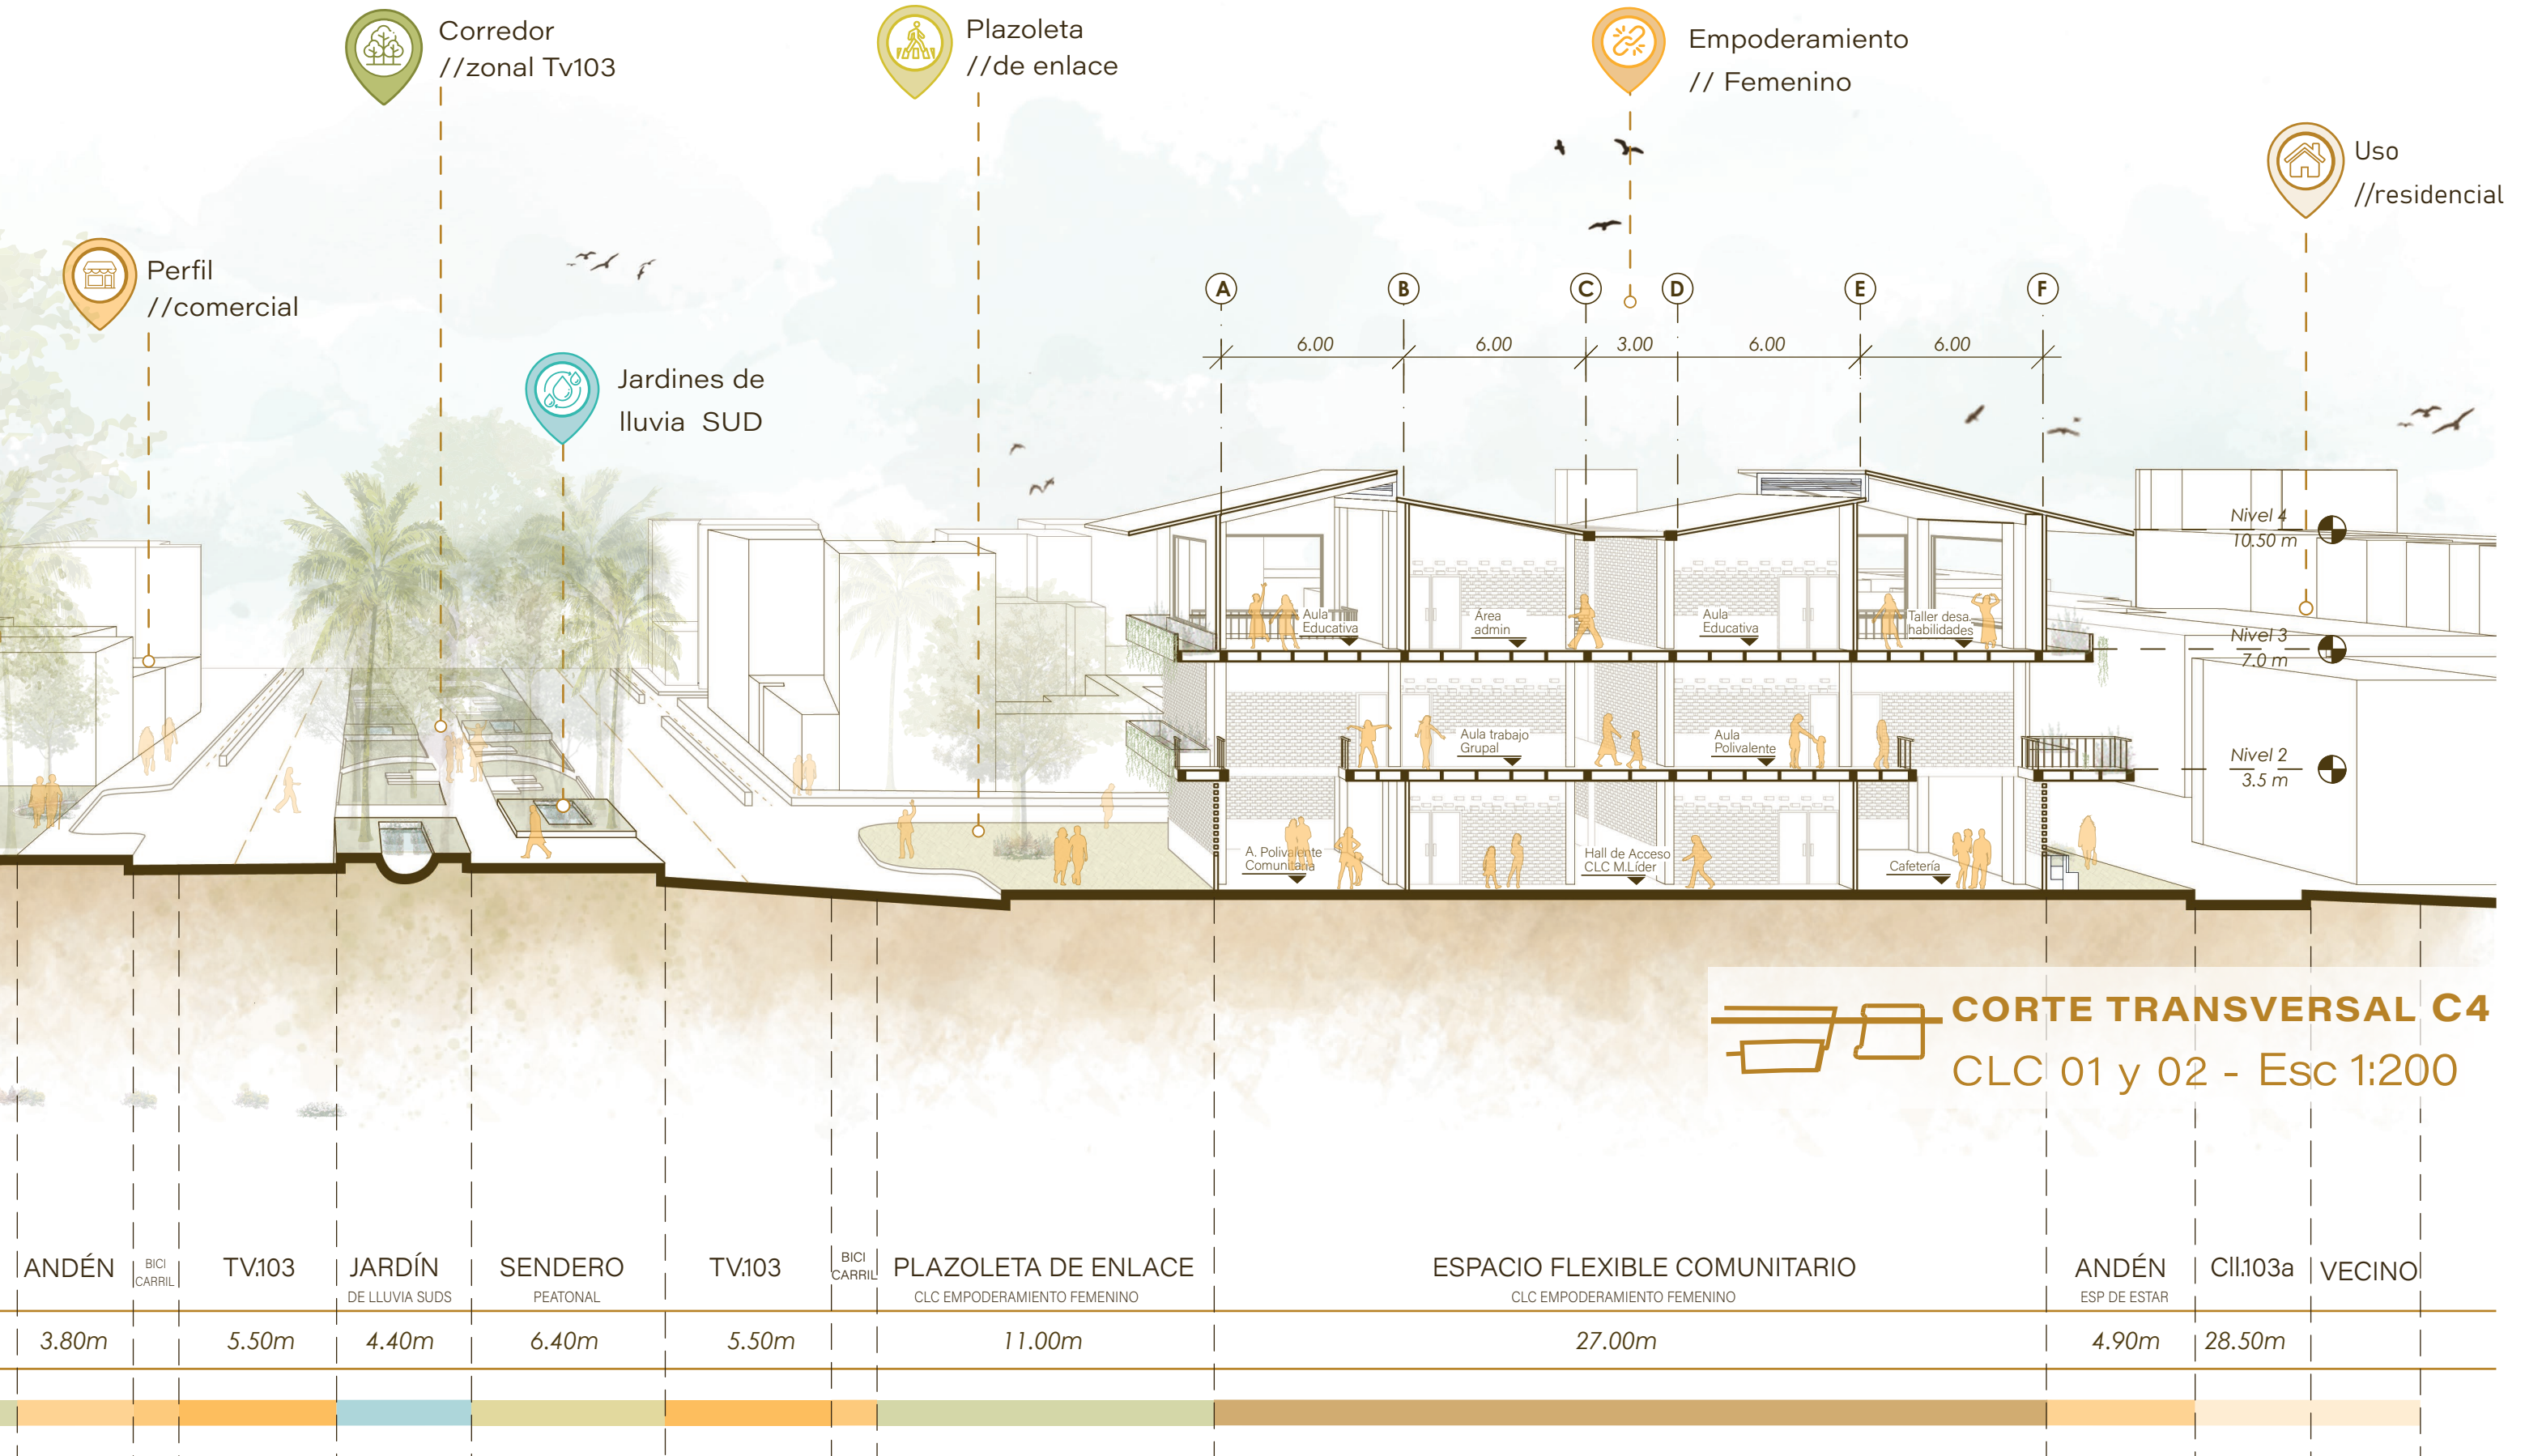 Corredor
//zonal Tv103
Plazoleta
//de enlace
Empoderamiento
// Femenino
Uso
//residencial
Perfil
//comercial
Jardines de
lluvia SUD
A
B
C
D
E
F
6.00
6.00
3.00
6.00
6.00
Nivel 4
10.50 m
Nivel 3
7.0 m
Nivel 2
3.5 m
Aula
Educativa
Área
admin
Aula
Educativa
Taller desa.
habilidades
Aula trabajo
Grupal
Aula
Polivalente
A. Polivalente
Comunitaria
Hall de Acceso
CLC M.Líder
Cafetería
CORTE TRANSVERSAL C4
CLC 01 y 02 - Esc 1:200
ANDÉN
BICI
CARRIL
TV.103
JARDÍN
DE LLUVIA SUDS
SENDERO
PEATONAL
TV.103
BICI
CARRIL
PLAZOLETA DE ENLACE
CLC EMPODERAMIENTO FEMENINO
ESPACIO FLEXIBLE COMUNITARIO
CLC EMPODERAMIENTO FEMENINO
ANDÉN
ESP DE ESTAR
Cll.103a
VECINO
3.80m
5.50m
4.40m
6.40m
5.50m
11.00m
27.00m
4.90m
28.50m